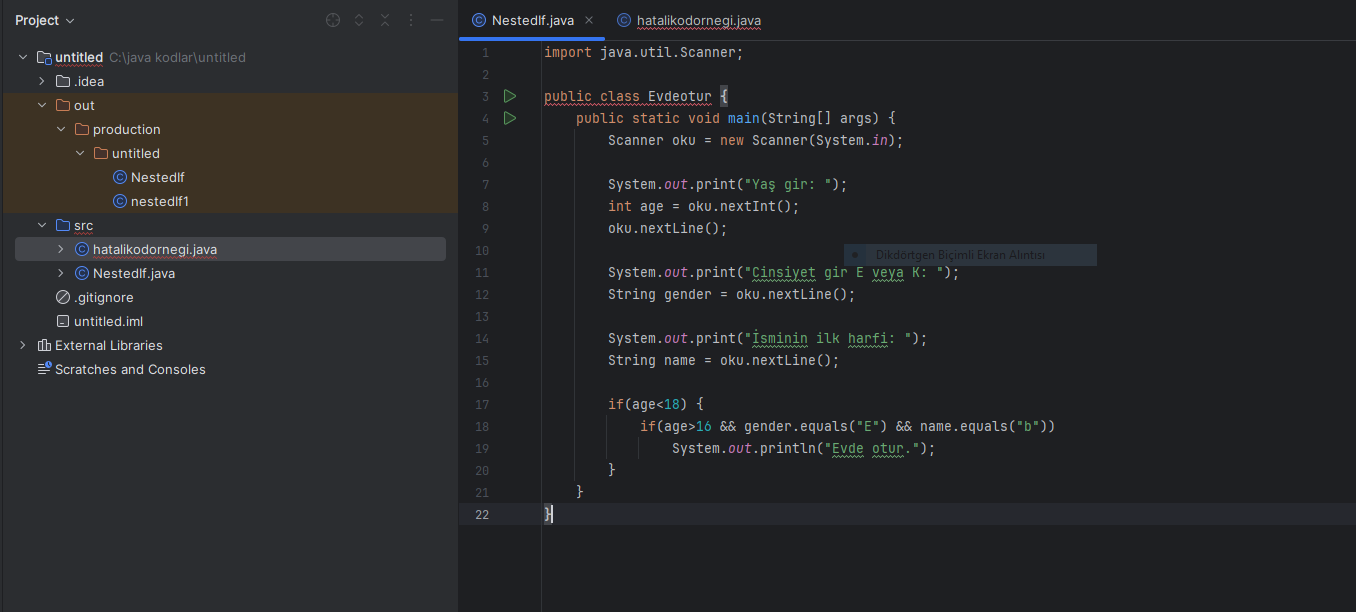 Project
untitled C:\java kodlar\untitled
.idea
out
production
untitled
NestedIf
nestedIf1
src
hatalikodornegi.java
NestedIf.java
.gitignore
untitled.iml
External Libraries
Scratches and Consoles
NestedIf.java hatalikodornegi.java
1 import java.util.Scanner;
2
3 public class Evdeotur {
4 public static void main(String[] args) {
5 Scanner oku = new Scanner(System.in);
6
7 System.out.print("Yaş gir: ");
8 int age = oku.nextInt();
9 oku.nextLine();
10
Dikdörtgen Biçimli Ekran Alıntısı
11 System.out.print("Cinsiyet gir E veya K: ");
12 String gender = oku.nextLine();
13
14 System.out.print("İsminin ilk harfi: ");
15 String name = oku.nextLine();
16
17 if(age<18) {
18 if(age>16 && gender.equals("E") && name.equals("b"))
19 System.out.println("Evde otur.");
20 }
21 }
22 }